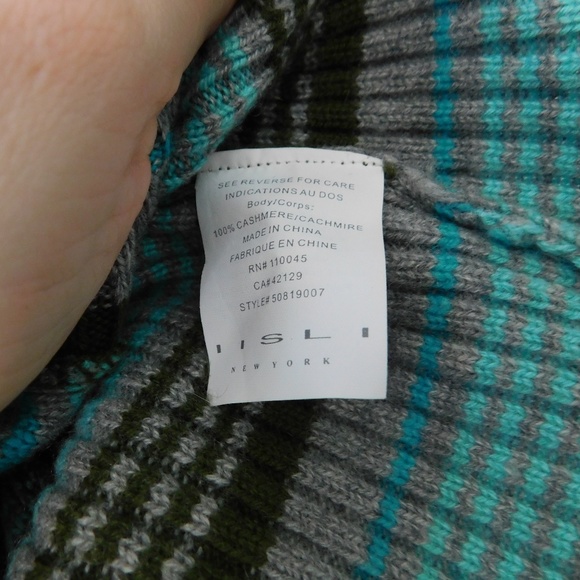 SEE REVERSE FOR CARE
INDICATIONS AU DOS
Body/Corps:
100% CASHMERE/CACHMIRE
MADE IN CHINA
FABRIQUE EN CHINE
RN# 110045
CA#42129
STYLE#50819007
IISLI
NEW YORK